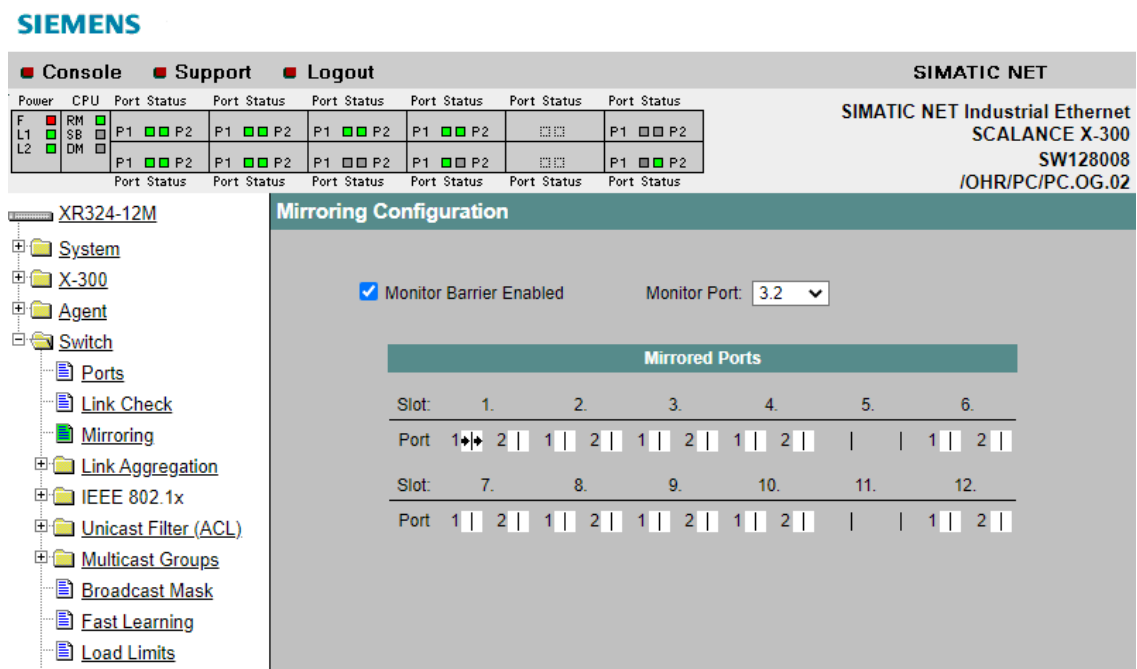 SIEMENS
Console Support Logout SIMATIC NET
Power CPU Port Status Port Status Port Status Port Status Port Status Port Status
F RM
L1 SB P1 P2 P1 P2 P1 P2 P1 P2 P1 P2
L2 DM
P1 P2 P1 P2 P1 P2 P1 P2 P1 P2
Port Status Port Status Port Status Port Status Port Status Port Status
SIMATIC NET Industrial Ethernet
SCALANCE X-300
SW128008
/OHR/PC/PC.OG.02
XR324-12M
System
X-300
Agent
Switch
Ports
Link Check
Mirroring
Link Aggregation
IEEE 802.1x
Unicast Filter (ACL)
Multicast Groups
Broadcast Mask
Fast Learning
Load Limits
Mirroring Configuration
Monitor Barrier Enabled Monitor Port: 3.2
Mirrored Ports
Slot: 1. 2. 3. 4. 5. 6.
Port 1 2 1 2 1 2 1 2 1 2
Slot: 7. 8. 9. 10. 11. 12.
Port 1 2 1 2 1 2 1 2 1 2